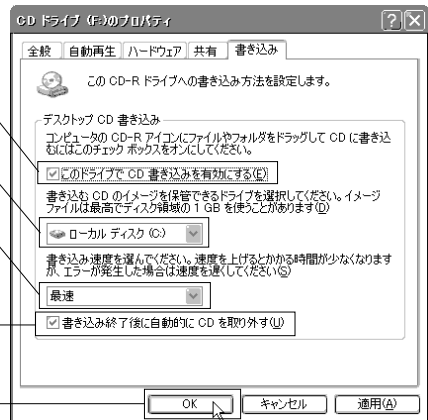 CD ドライブ (F:)のプロパティ
全般 自動再生 ハードウェア 共有 書き込み
この CD-R ドライブへの書き込み方法を設定します。
デスクトップ CD 書き込み
コンピュータの CD-R アイコンにファイルやフォルダをドラッグして CD に書き込
むにはこのチェック ボックスをオンにしてください。
このドライブで CD 書き込みを有効にする(E)
書き込む CD のイメージを保管できるドライブを選択してください。イメージ
ファイルは最高でディスク領域の 1 GB を使うことがあります(D)
ローカル ディスク (C:)
書き込み速度を選んでください。速度を上げるとかかる時間が少なくなります
が、エラーが発生した場合は速度を遅くしてください(S)
最速
書き込み終了後に自動的に CD を取り外す(U)
OK キャンセル 適用(A)